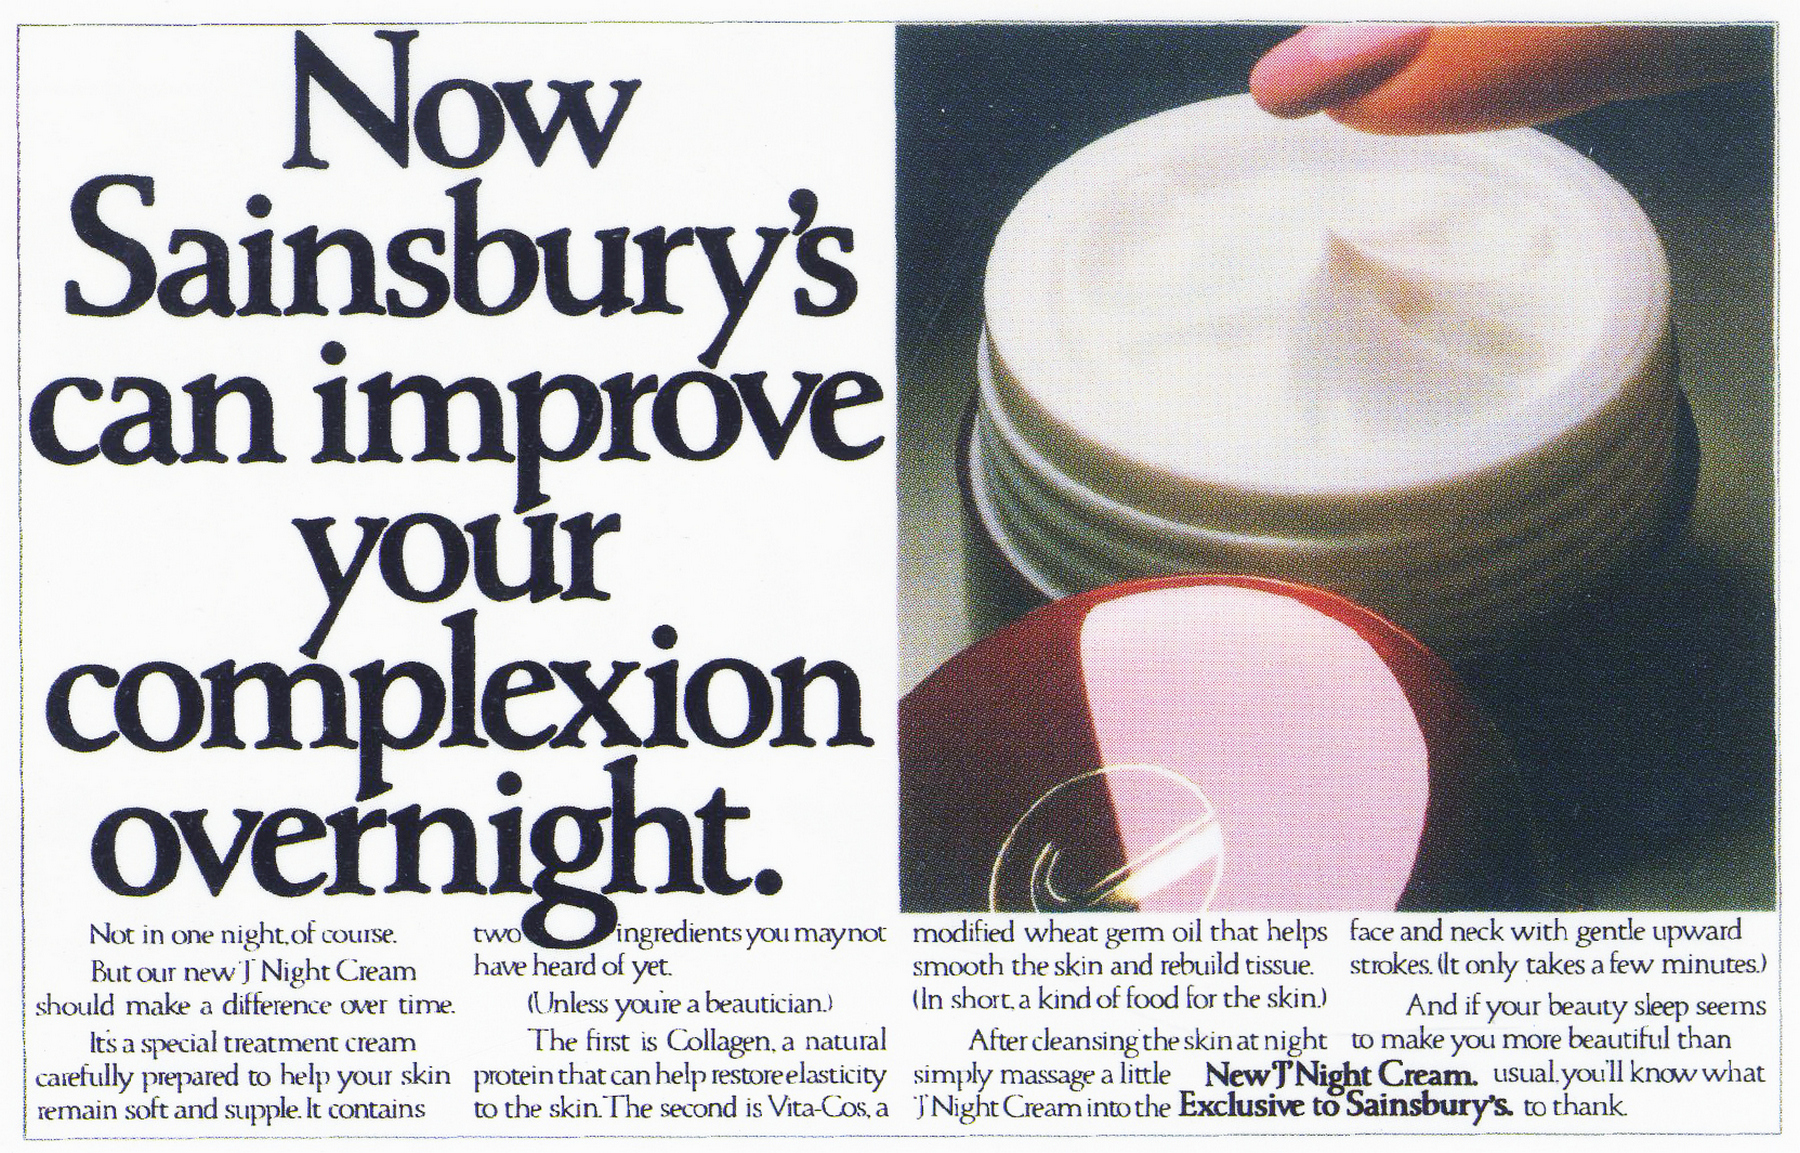 Now
Sainsbury's
can improve
your
complexion
overnight.
Not in one night, of course.
But our new 'J' Night Cream
should make a difference over time.
It's a special treatment cream
carefully prepared to help your skin
remain soft and supple. It contains
two ingredients you may not
have heard of yet.
(Unless you're a beautician.)
The first is Collagen, a natural
protein that can help restore elasticity
to the skin. The second is Vita-Cos, a
modified wheat germ oil that helps
smooth the skin and rebuild tissue.
(In short, a kind of food for the skin.)
After cleansing the skin at night
simply massage a little
'J' Night Cream into the
face and neck with gentle upward
strokes. (It only takes a few minutes.)
And if your beauty sleep seems
to make you more beautiful than
usual, you'll know what
to thank.
New 'J' Night Cream.
Exclusive to Sainsbury's.